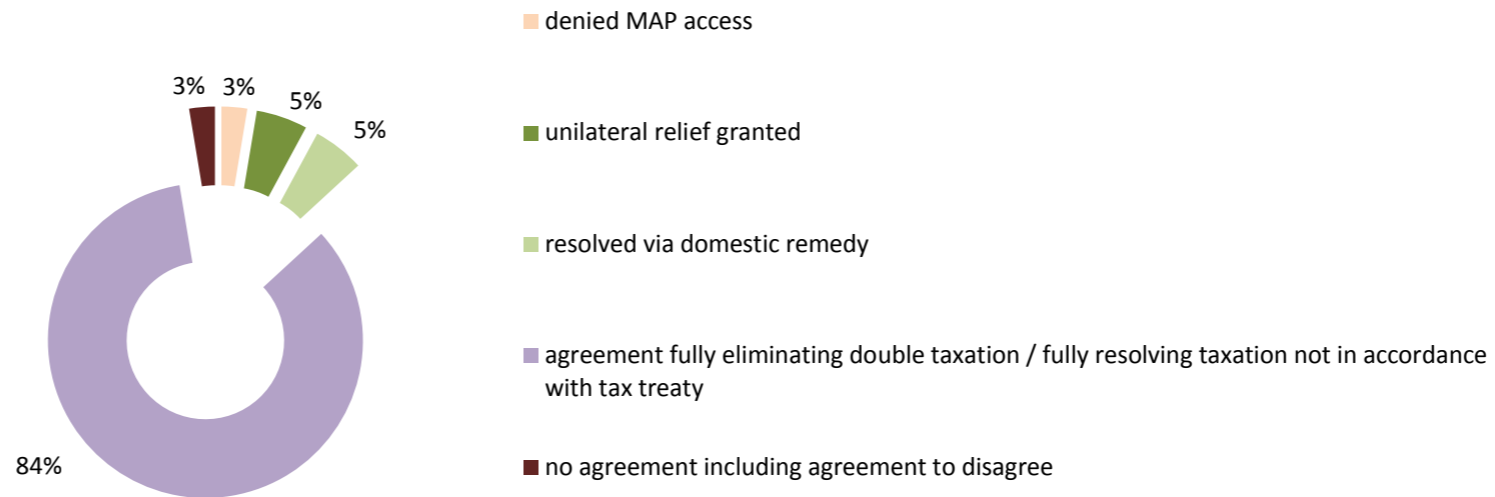 denied MAP access
3%
3%
5%
5%
unilateral relief granted
resolved via domestic remedy
agreement fully eliminating double taxation / fully resolving taxation not in accordance
with tax treaty
84%
no agreement including agreement to disagree